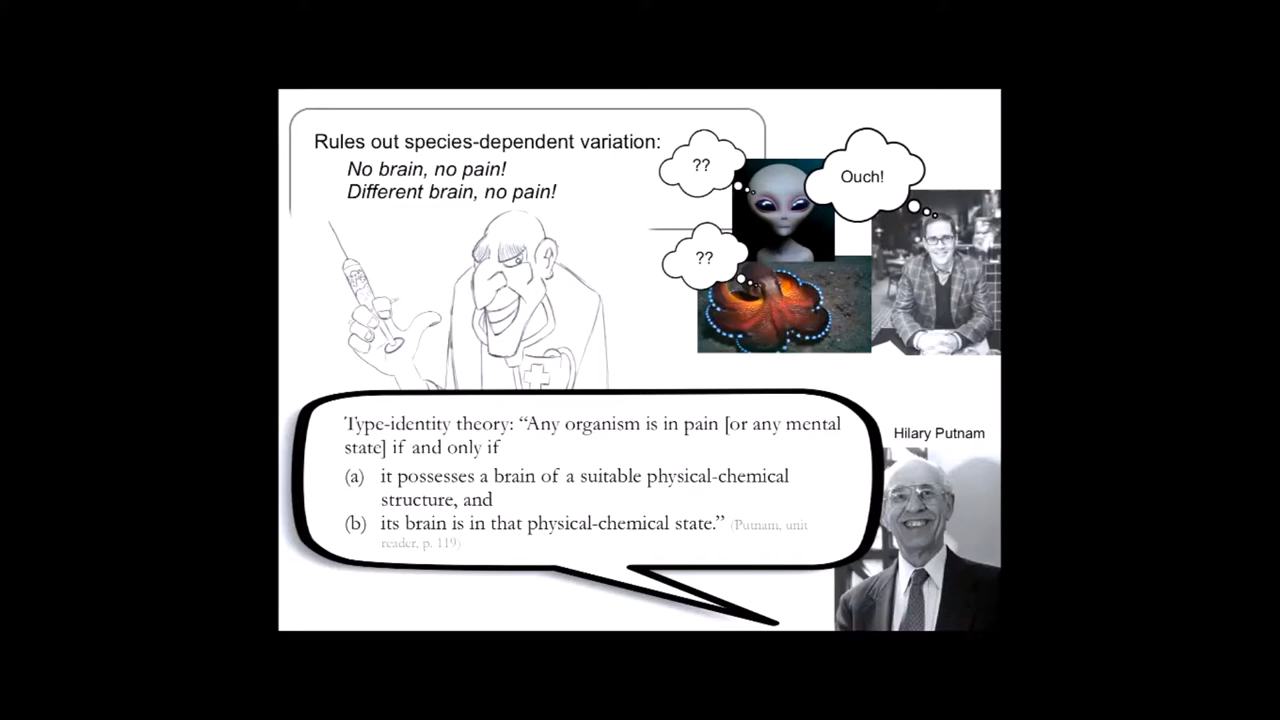 Rules out species-dependent variation:
No brain, no pain!
Different brain, no pain!
??
Ouch!
??
Type-identity theory: “Any organism is in pain [or any mental
state] if and only if
(a) it possesses a brain of a suitable physical-chemical
structure, and
(b) its brain is in that physical-chemical state.” (Putnam, unit
reader, p. 119)
Hilary Putnam